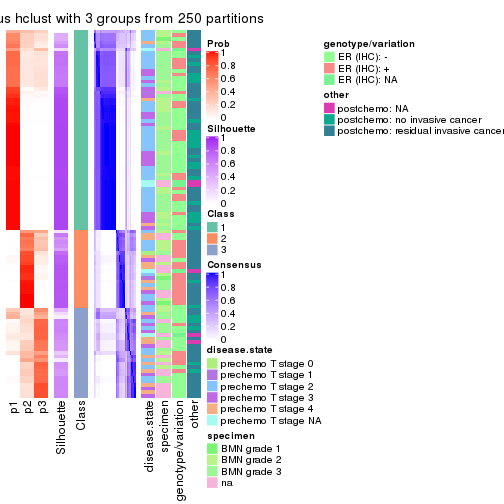 us hclust with 3 groups from 250 partitions
p1
p2
p3
Silhouette
Class
disease.state
specimen
genotype/variation
other
Prob
1
0.8
0.6
0.4
0.2
0
Silhouette
1
0.8
0.6
0.4
0.2
0
Class
1
2
3
Consensus
1
0.8
0.6
0.4
0.2
0
disease.state
prechemo T stage 0
prechemo T stage 1
prechemo T stage 2
prechemo T stage 3
prechemo T stage 4
prechemo T stage NA
specimen
BMN grade 1
BMN grade 2
BMN grade 3
na
genotype/variation
ER (IHC): -
ER (IHC): +
ER (IHC): NA
other
postchemo: NA
postchemo: no invasive cancer
postchemo: residual invasive cancer